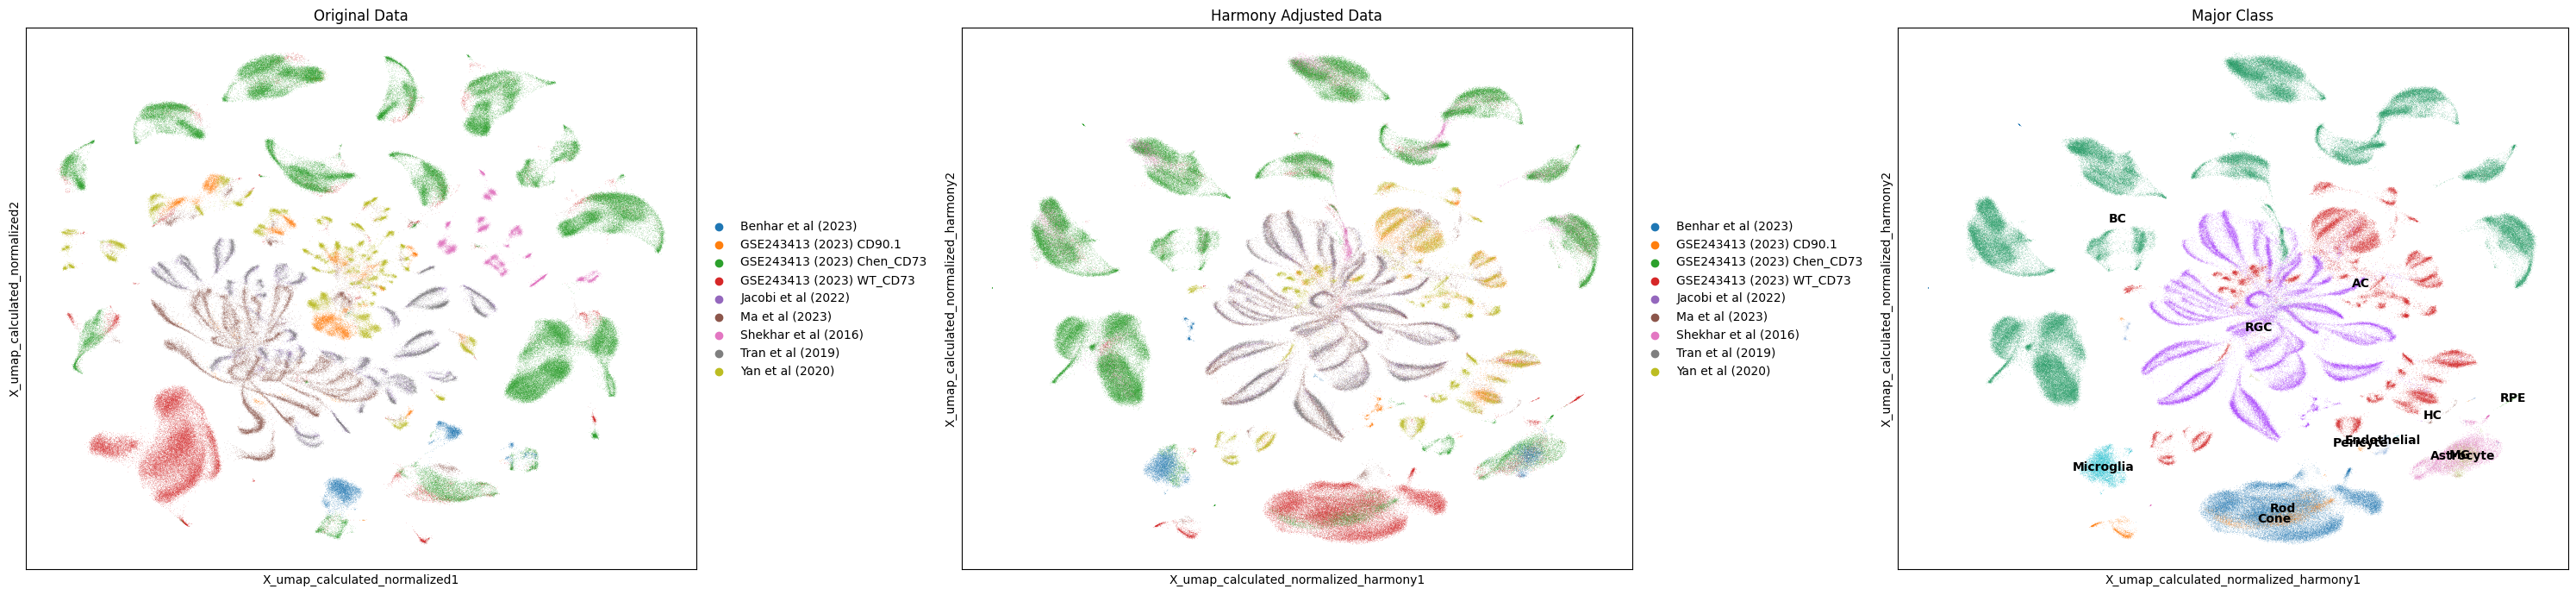 Original Data
X_umap_calculated_normalized2
X_umap_calculated_normalized1
Benhar et al (2023)
GSE243413 (2023) CD90.1
GSE243413 (2023) Chen_CD73
GSE243413 (2023) WT_CD73
Jacobi et al (2022)
Ma et al (2023)
Shekhar et al (2016)
Tran et al (2019)
Yan et al (2020)
Harmony Adjusted Data
X_umap_calculated_normalized_harmony2
X_umap_calculated_normalized_harmony1
Benhar et al (2023)
GSE243413 (2023) CD90.1
GSE243413 (2023) Chen_CD73
GSE243413 (2023) WT_CD73
Jacobi et al (2022)
Ma et al (2023)
Shekhar et al (2016)
Tran et al (2019)
Yan et al (2020)
Major Class
X_umap_calculated_normalized_harmony2
BC
AC
RGC
RPE
HC
Endothelial
Pericyte
MG
Astrocyte
Microglia
Rod
Cone
X_umap_calculated_normalized_harmony1